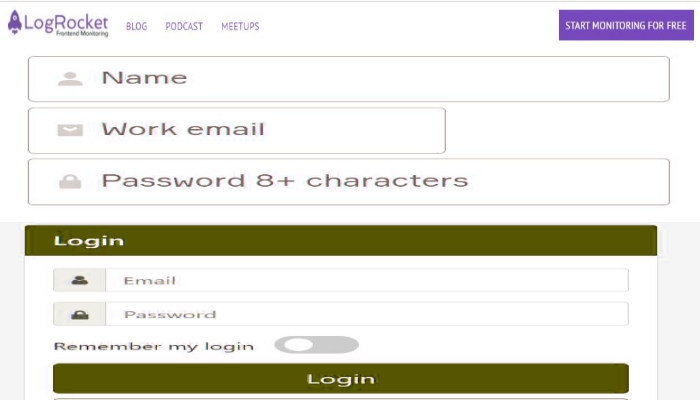 LogRocket
Frontend Monitoring
BLOG PODCAST MEETUPS
START MONITORING FOR FREE
Name
Work email
Password 8+ characters
Login
Email
Password
Remember my login
Login